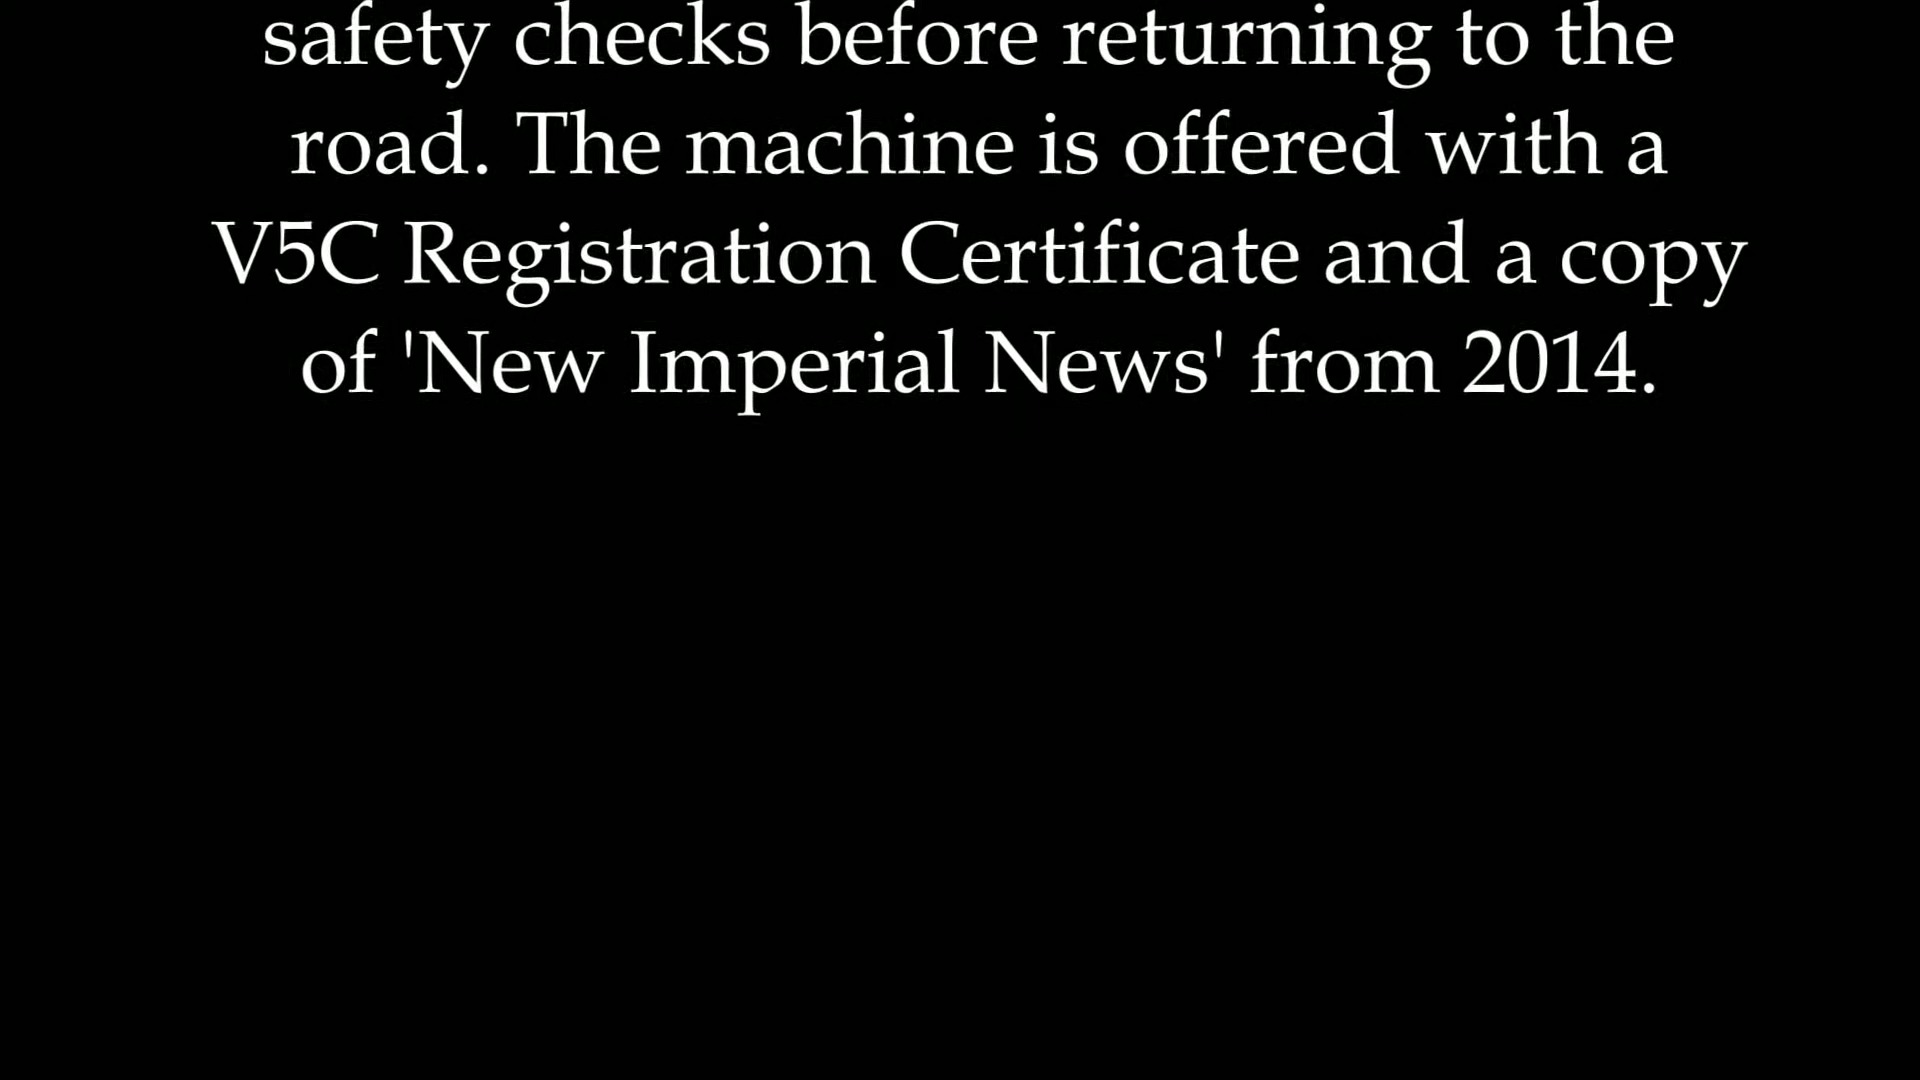 safety checks before returning to the
road. The machine is offered with a
V5C Registration Certificate and a copy
of 'New Imperial News' from 2014.